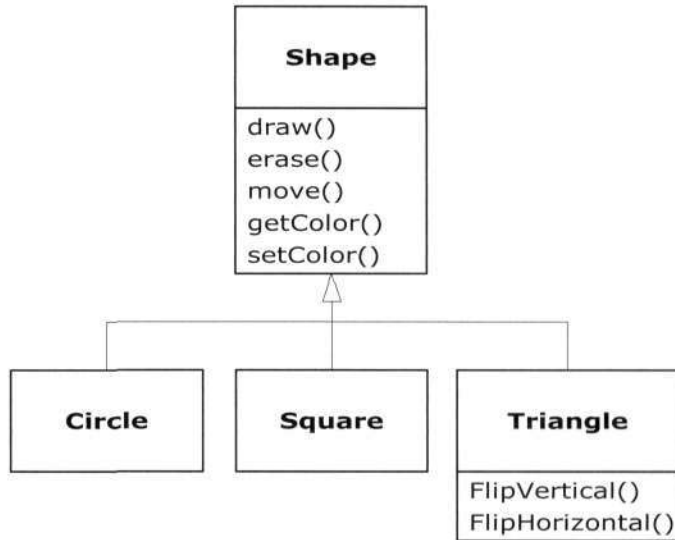 Shape
draw()
erase()
move()
getColor()
setColor()
Circle
Square
Triangle
FlipVertical()
FlipHorizontal()